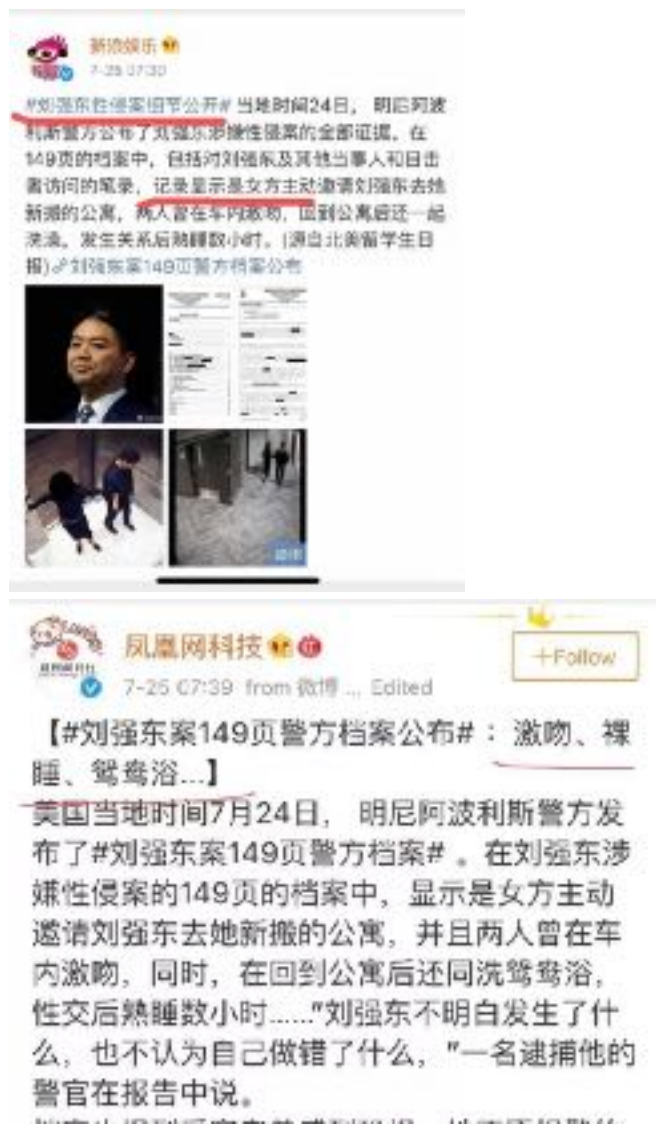 新浪娱乐
7-25 07:30
#刘强东性侵案细节公开# 当地时间24日，明尼阿波
利斯警方公布了刘强东涉嫌性侵案的全部证据。在
149页的档案中，包括对刘强东及其他当事人和目击
者访问的笔录，记录显示是女方主动邀请刘强东去她
新搬的公寓，两人曾在车内激吻，回到公寓后还一起
洗澡。发生关系后熟睡数小时。(源自北美留学生日
报)刘强东案149页警方档案公布
凤凰网科技
+Follow
7-25 07:39 from 微博 ... Edited
【#刘强东案149页警方档案公布#：激吻、裸
睡、鸳鸯浴...】
美国当地时间7月24日，明尼阿波利斯警方发
布了#刘强东案149页警方档案#。在刘强东涉
嫌性侵案的149页的档案中，显示是女方主动
邀请刘强东去她新搬的公寓，并且两人曾在车
内激吻，同时，在回到公寓后还同洗鸳鸯浴，
性交后熟睡数小时……"刘强东不明白发生了什
么，也不认为自己做错了什么，"一名逮捕他的
警官在报告中说。